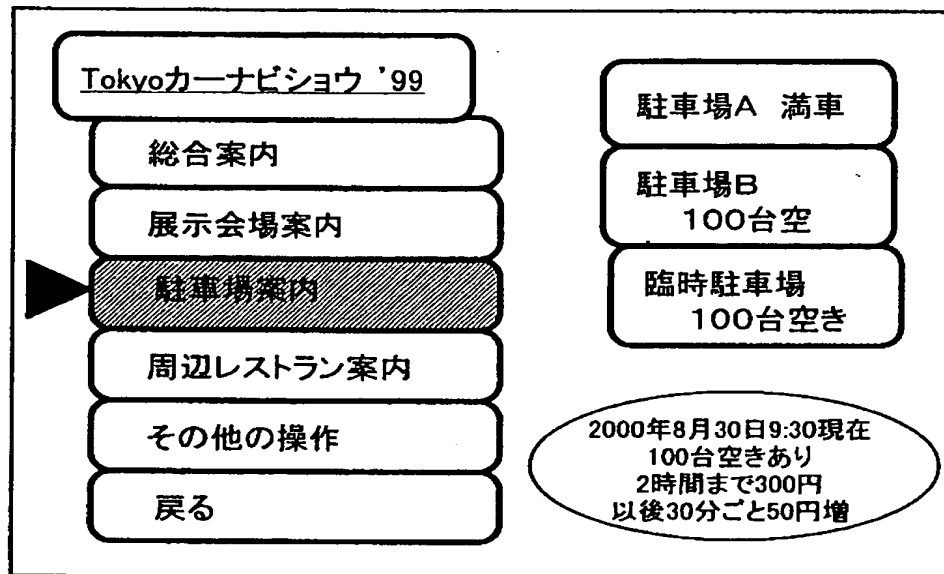 Tokyoカーナビショウ '99
総合案内
展示会場案内
駐車場案内
周辺レストラン案内
その他の操作
戻る
駐車場A 満車
駐車場B
100台空
臨時駐車場
100台空き
2000年8月30日9:30現在
100台空きあり
2時間まで300円
以後30分ごと50円増